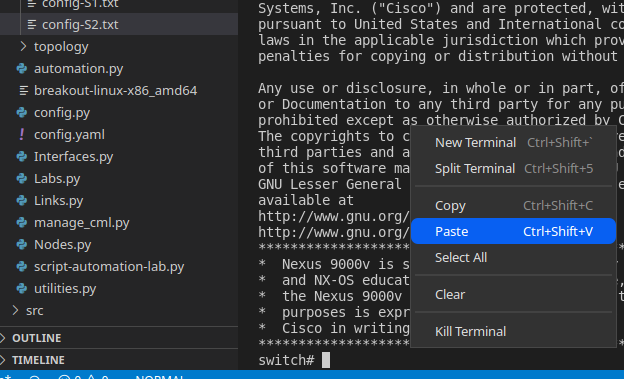 config-S1.txt
config-S2.txt
topology
automation.py
breakout-linux-x86_amd64
config.py
config.yaml
Interfaces.py
Labs.py
Links.py
manage_cml.py
Nodes.py
script-automation-lab.py
utilities.py
src
OUTLINE
TIMELINE
Systems, Inc. ("Cisco") and are protected, wit
pursuant to United States and International co
laws in the applicable jurisdiction which prov
penalties for copying or distribution without
Any use or disclosure, in whole or in part, of
or Documentation to any third party for any pu
prohibited except as otherwise authorized by C
The copyrights to c
third parties and a
of this software ma
GNU Lesser General
available at
http://www.gnu.org/
http://www.gnu.org/
*******************
* Nexus 9000v is s
* and NX-OS educat
* the Nexus 9000v
* purposes is expr
* Cisco in writing
*******************
switch#
New Terminal Ctrl+Shift+`
Split Terminal Ctrl+Shift+5
Copy Ctrl+Shift+C
Paste Ctrl+Shift+V
Select All
Clear
Kill Terminal